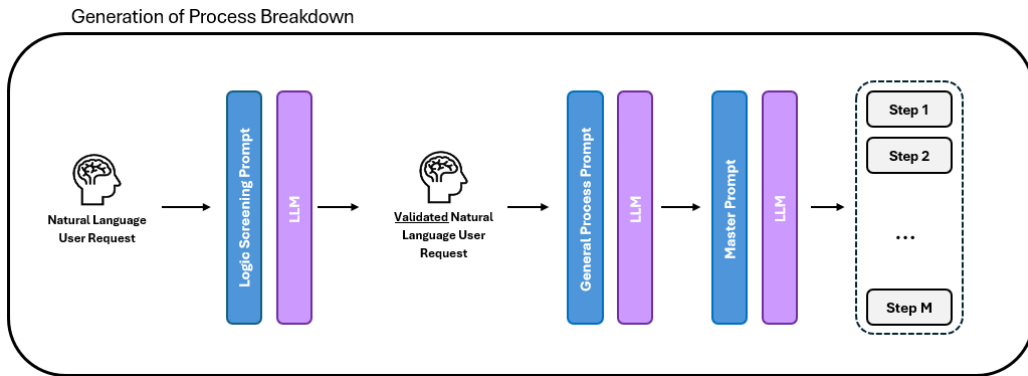 Generation of Process Breakdown
Natural Language
User Request
Logic Screening Prompt
LLM
Validated Natural
Language User
Request
General Process Prompt
LLM
Master Prompt
LLM
Step 1
Step 2
...
Step M